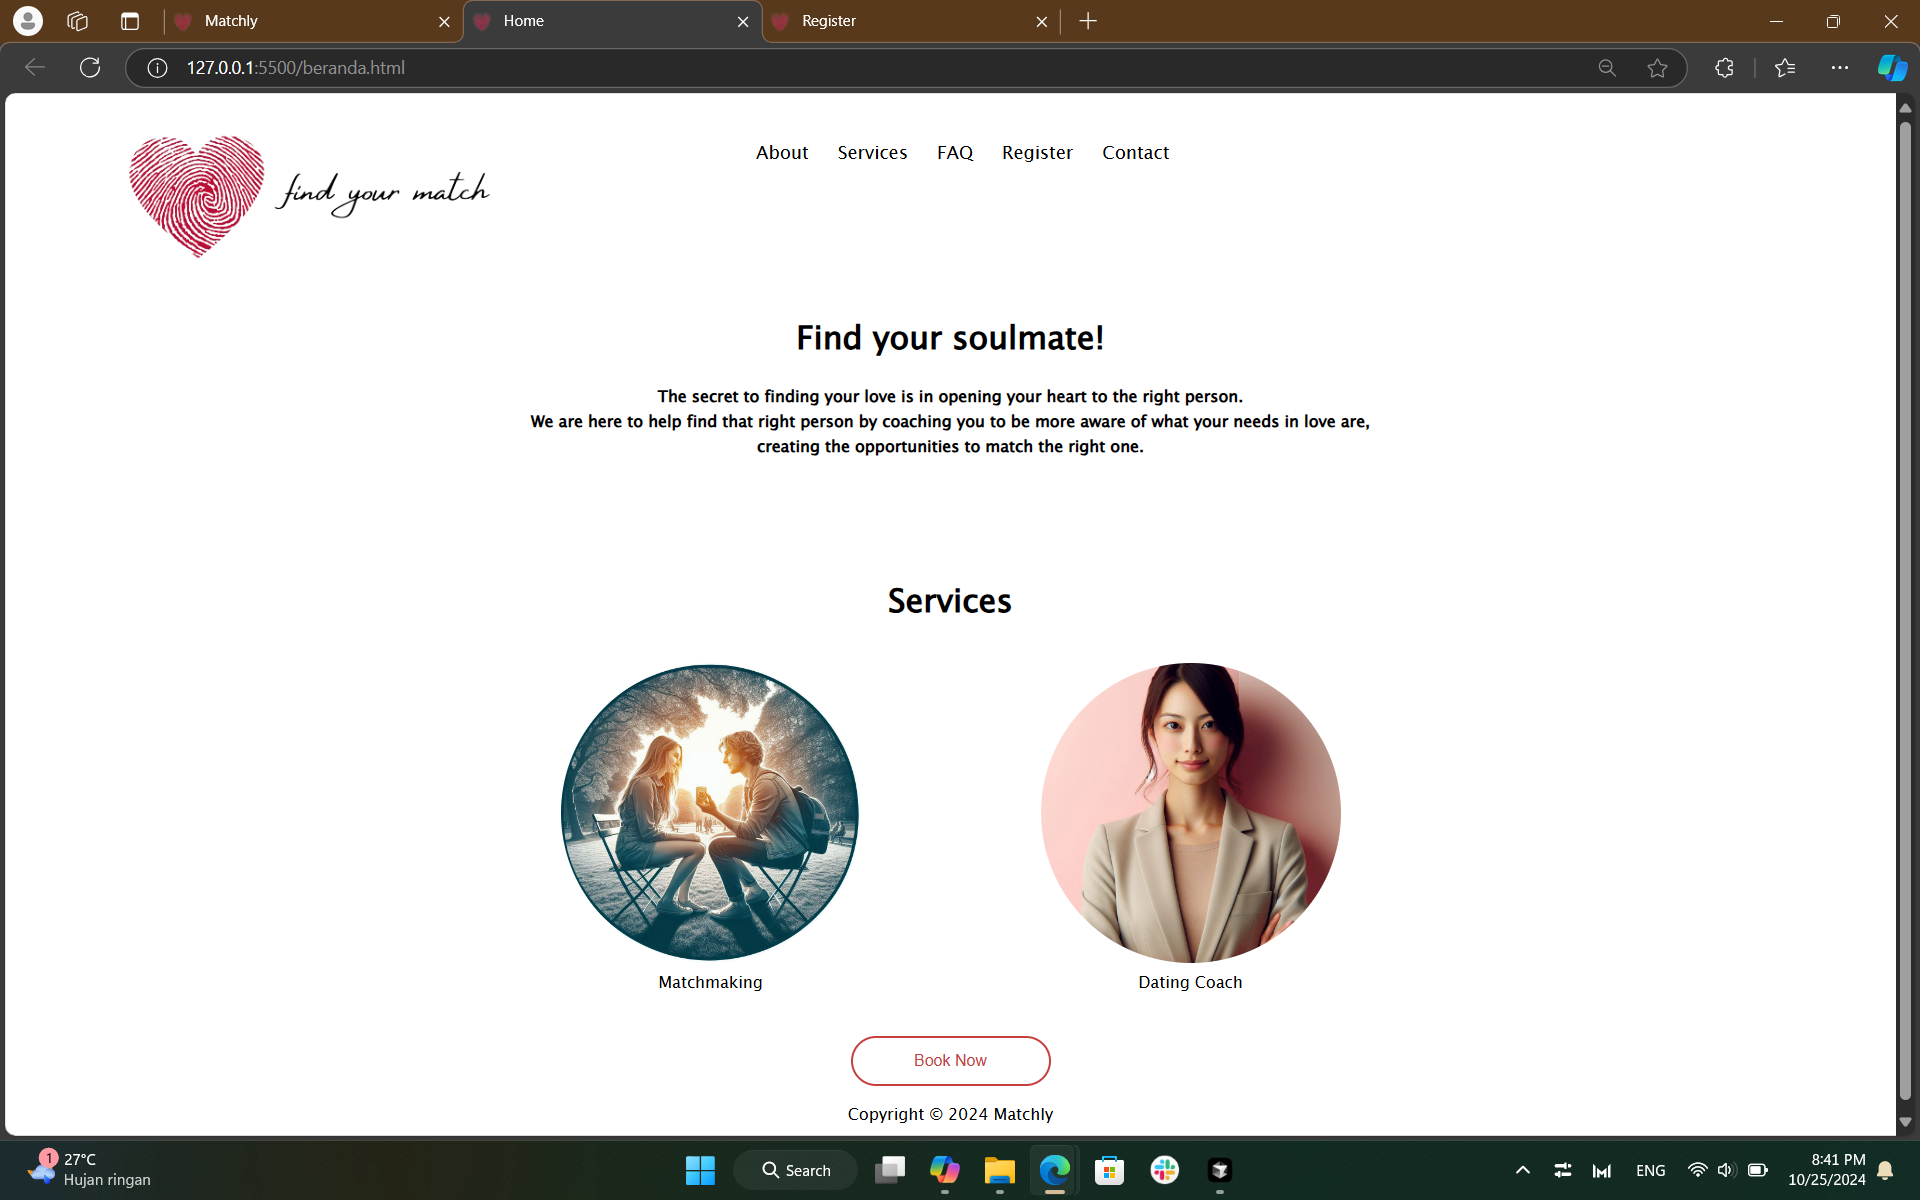 Matchly
Home
Register
127.0.0.1:5500/beranda.html
find your match
About Services FAQ Register Contact
Find your soulmate!
The secret to finding your love is in opening your heart to the right person.
We are here to help find that right person by coaching you to be more aware of what your needs in love are,
creating the opportunities to match the right one.
Services
Matchmaking
Dating Coach
Book Now
Copyright © 2024 Matchly
1
27°C
Hujan ringan
Search
ENG
8:41 PM
10/25/2024